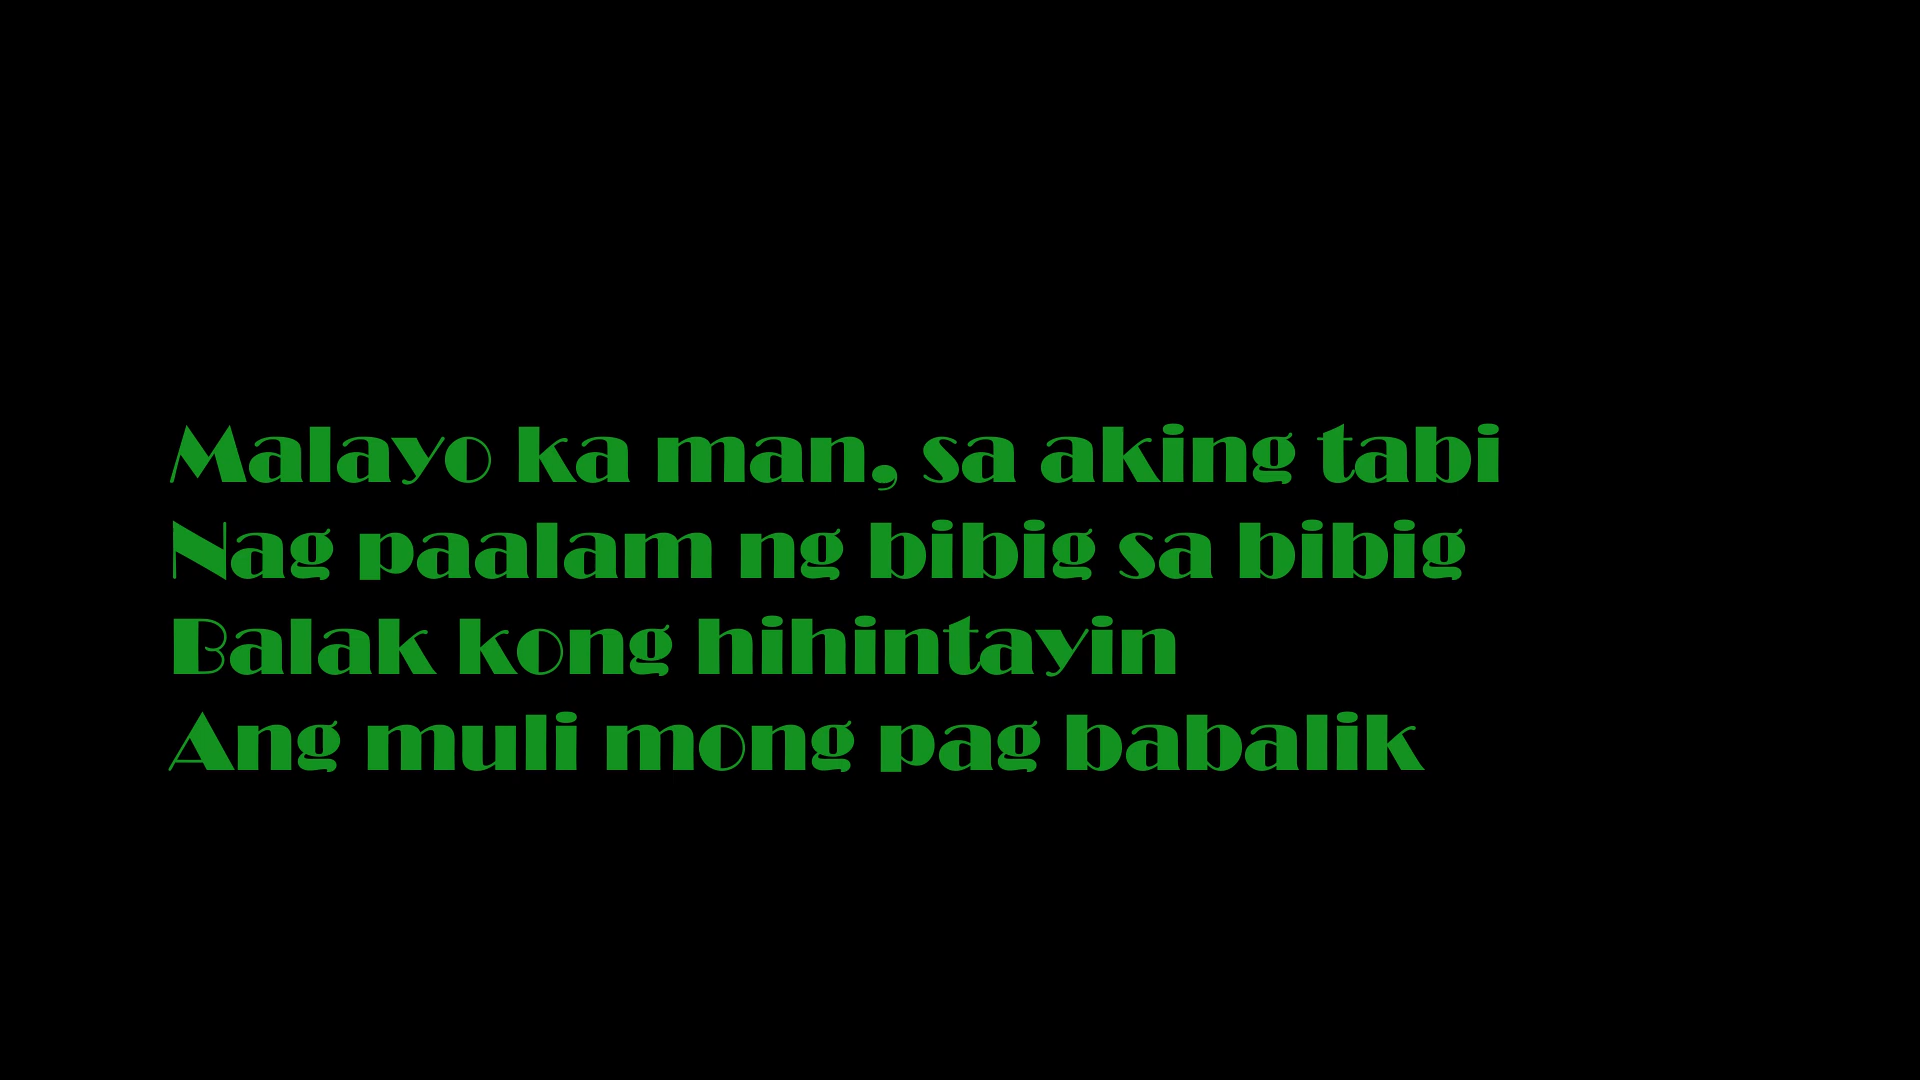 Malayo ka man, sa aking tabi
Nag paalam ng bibig sa bibig
Balak kong hihintayin
Ang muli mong pag babalik